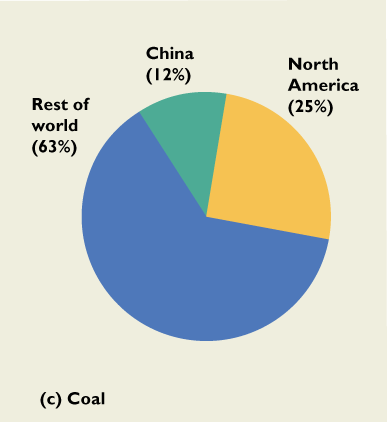 China
(12%)
North
America
(25%)
Rest of
world
(63%)
(c) Coal